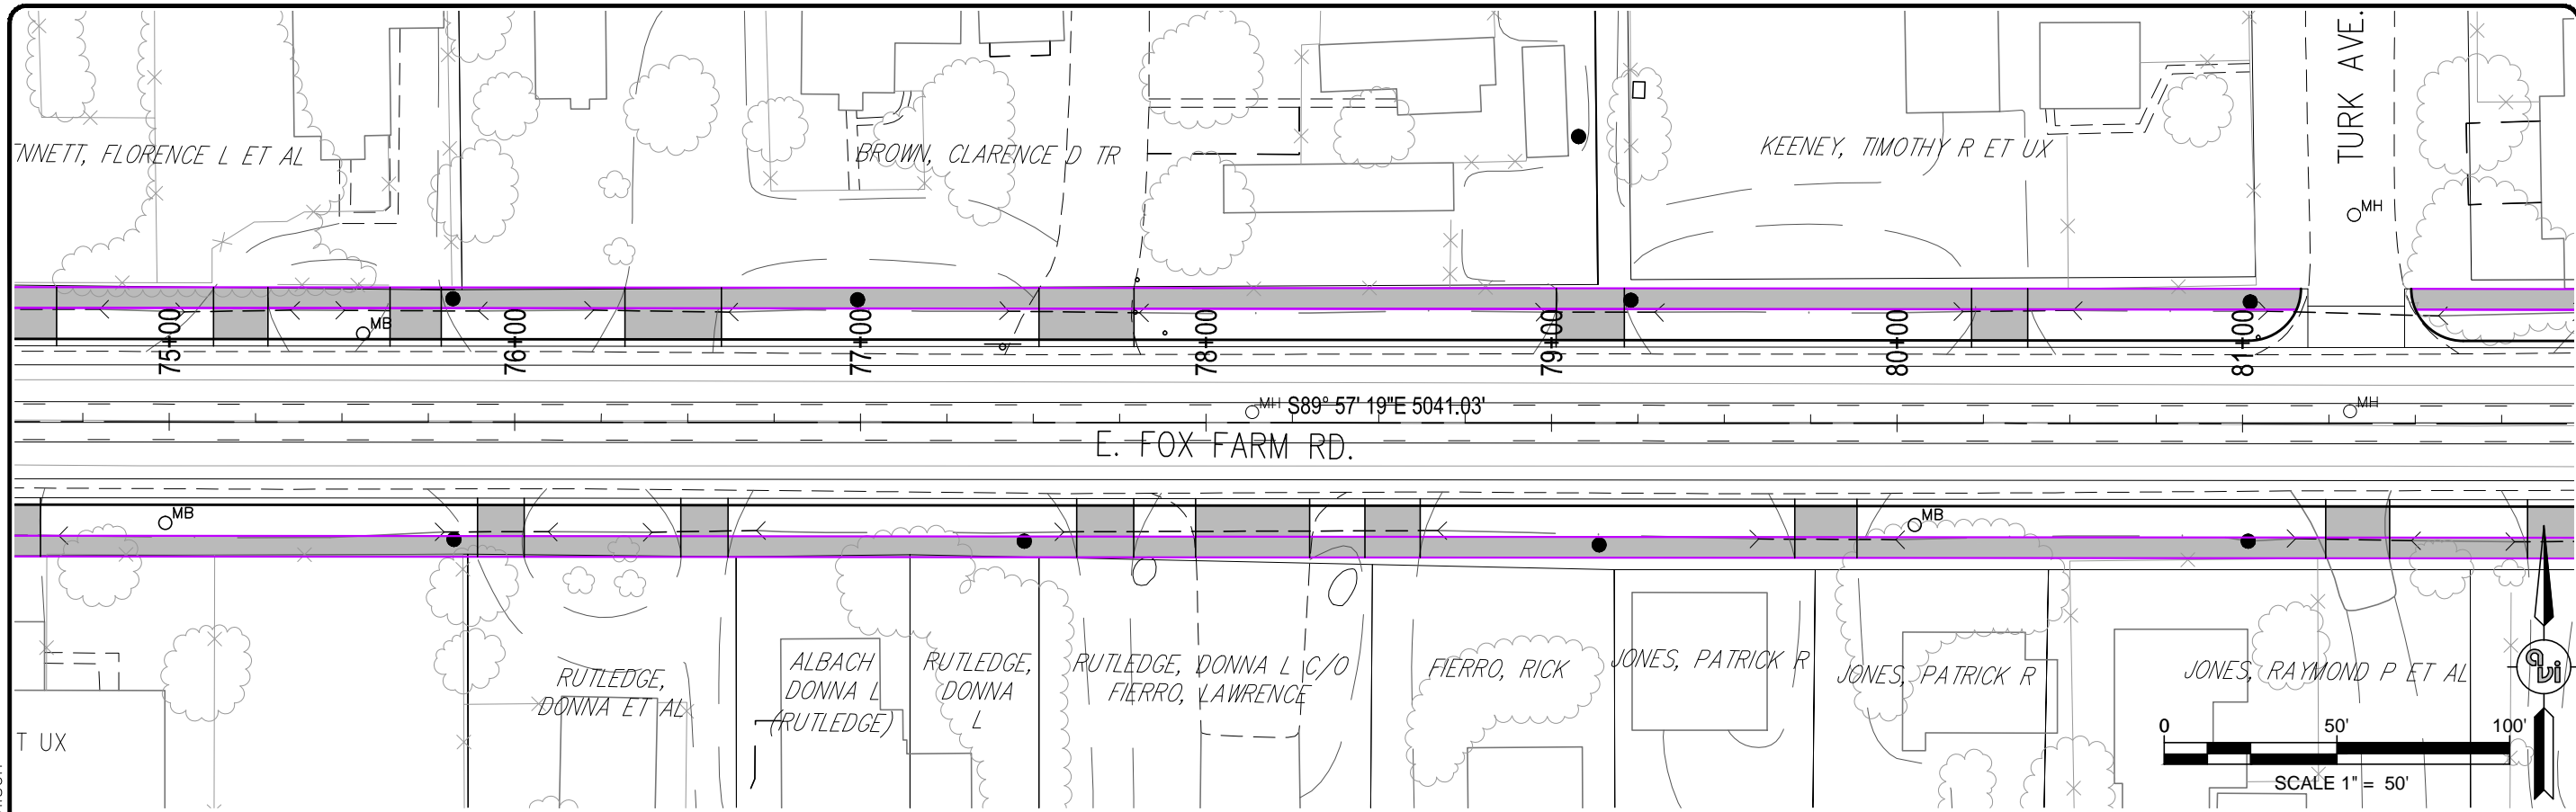 TURK AVE.
NNETT, FLORENCE L ET AL
BROWN, CLARENCE D TR
KEENEY, TIMOTHY R ET UX
MH
MB
75+00
76+00
77+00
78+00
79+00
80+00
81+00
MH S89° 57' 19"E 5041.03'
MH
E. FOX FARM RD.
MB
MB
RUTLEDGE,
DONNA ET AL
ALBACH
DONNA L
(RUTLEDGE)
RUTLEDGE,
DONNA
L
RUTLEDGE, DONNA L C/O
FIERRO, LAWRENCE
FIERRO, RICK
JONES, PATRICK R
JONES, PATRICK R
JONES, RAYMOND P ET AL
T UX
avi
0 50' 100'
SCALE 1" = 50'